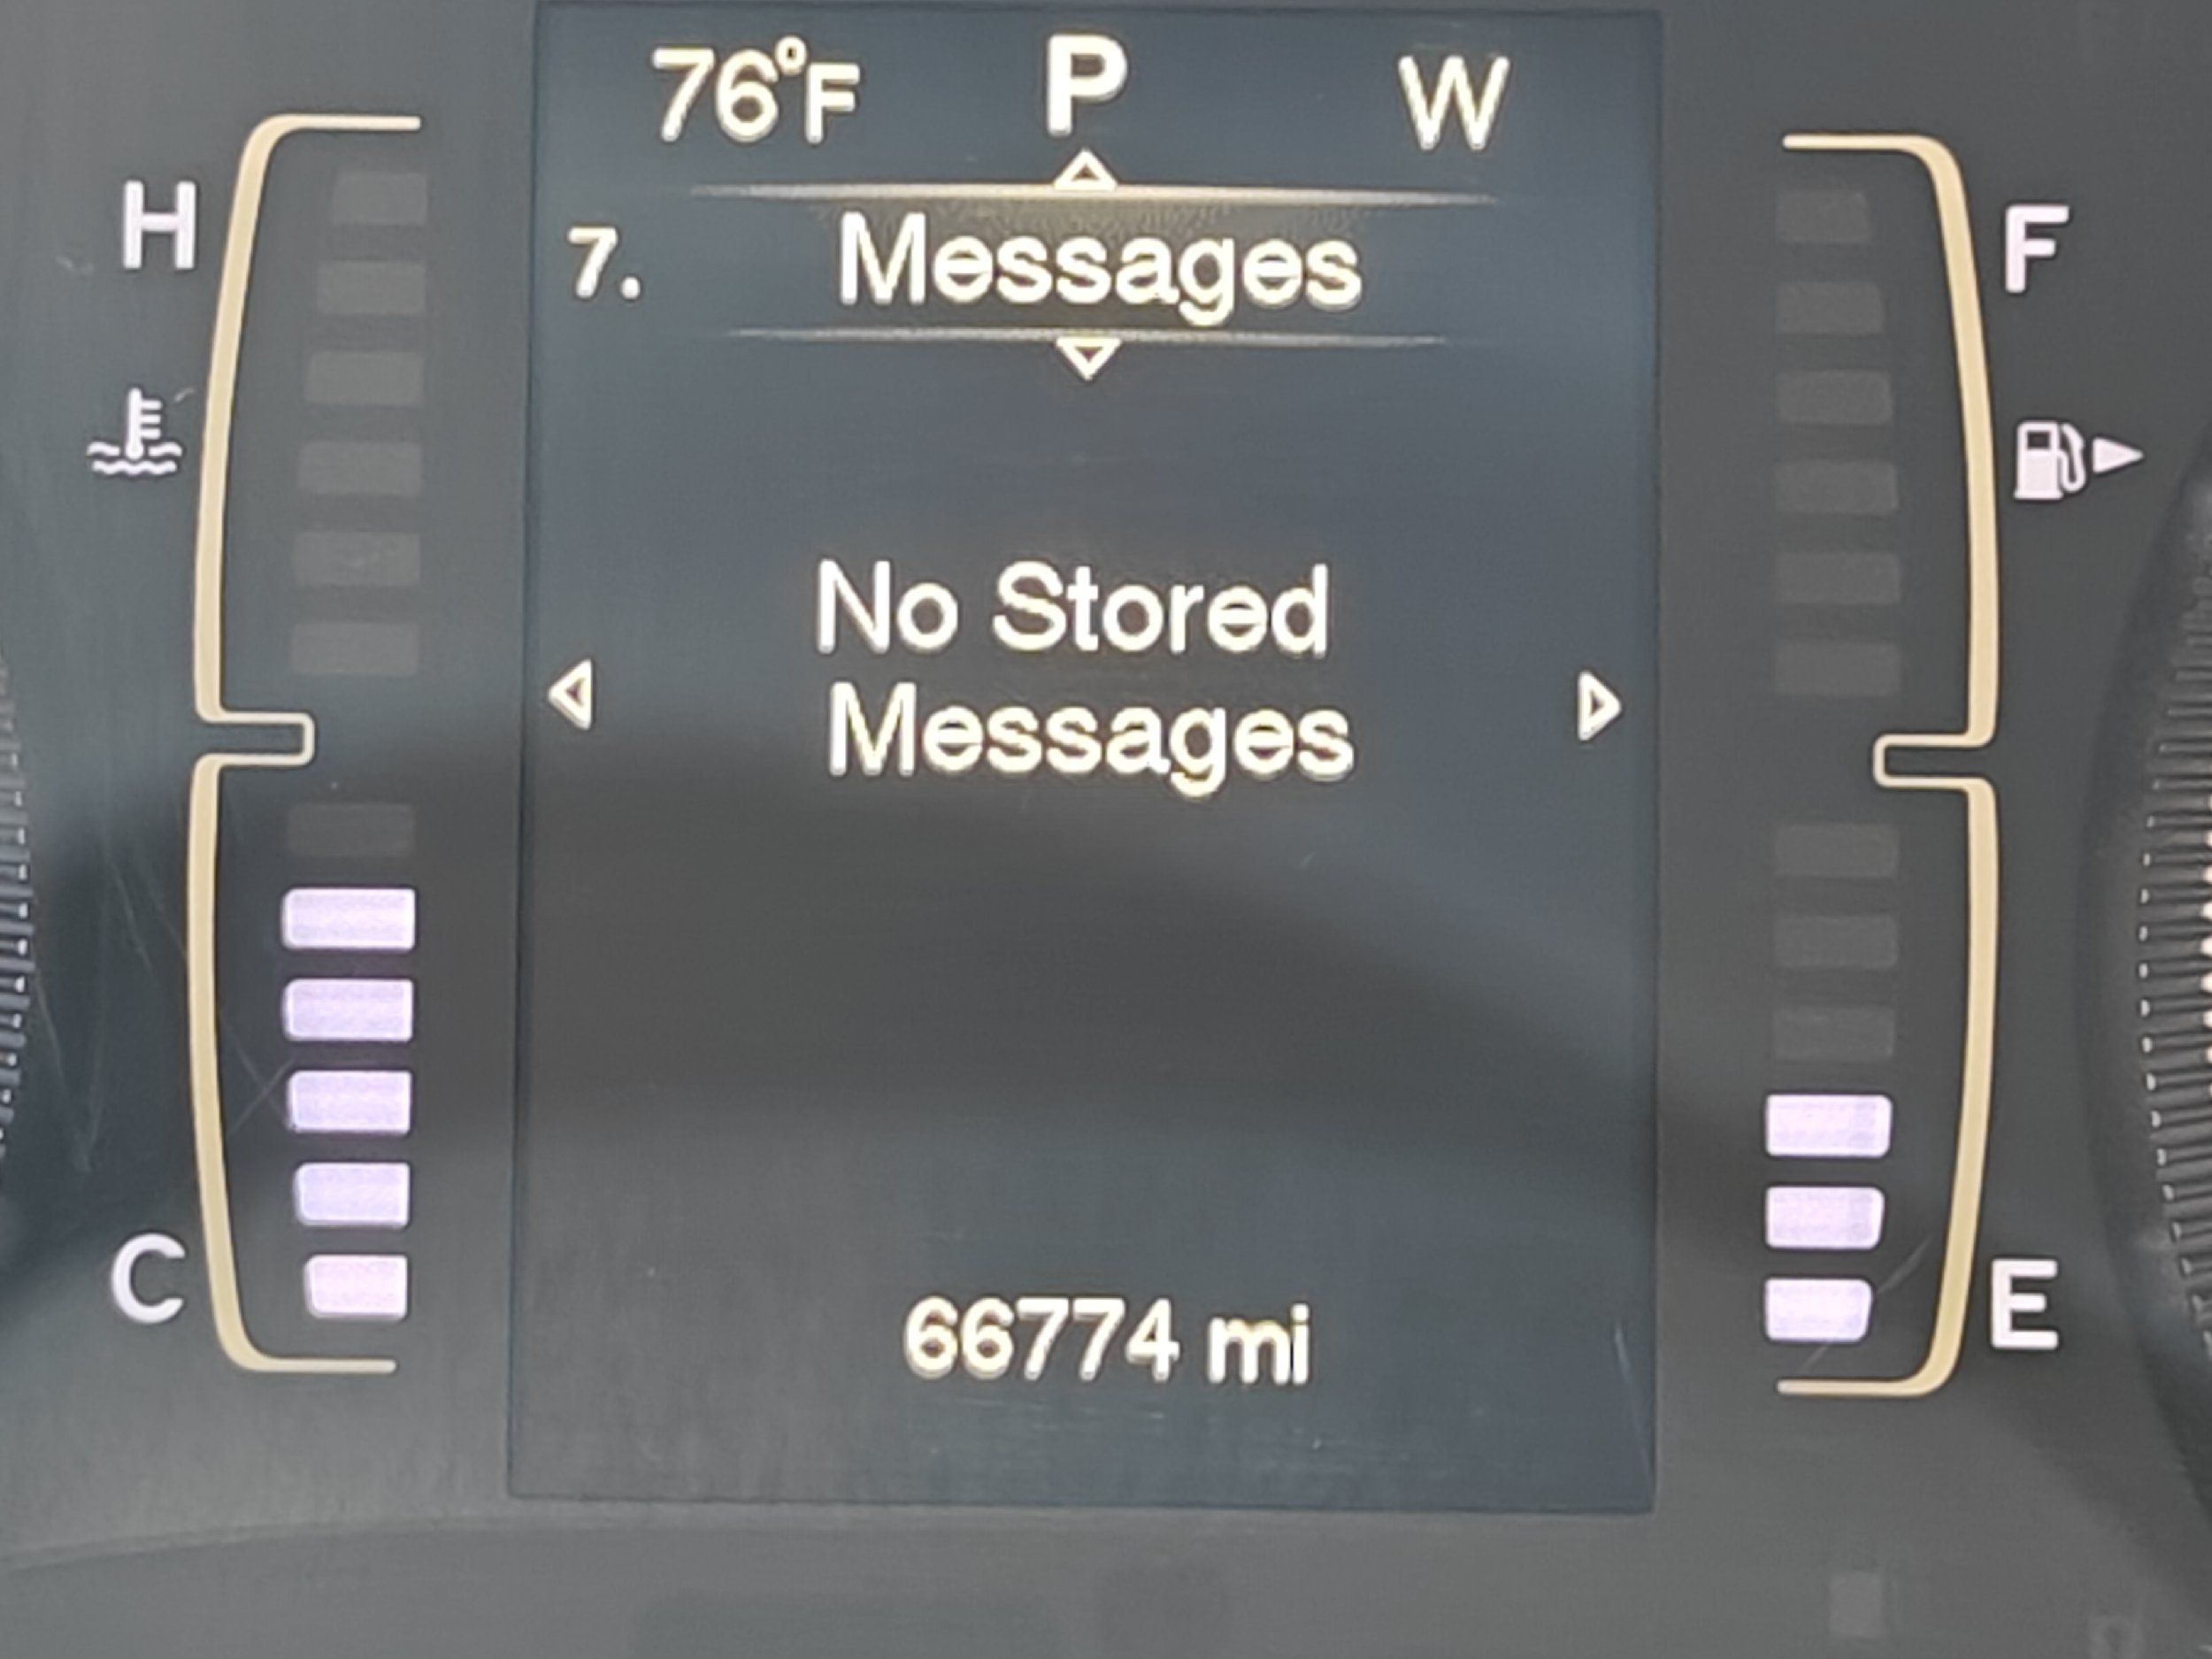 76°F P W
H
7. Messages
F
No Stored
Messages
C
E
66774 mi